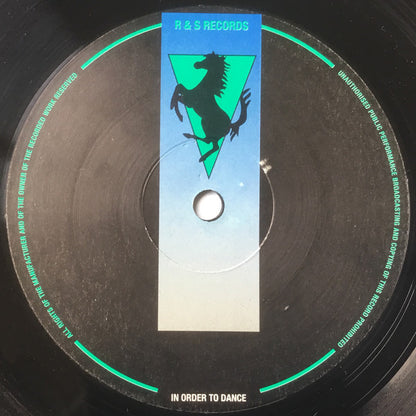 R & S RECORDS
ALL RIGHTS OF THE MANUFACTURER AND OF THE OWNER OF THE RECORDED WORK RESERVED
UNAUTHORISED PUBLIC PERFORMANCE BROADCASTING AND COPYING OF THIS RECORD PROHIBITED
IN ORDER TO DANCE